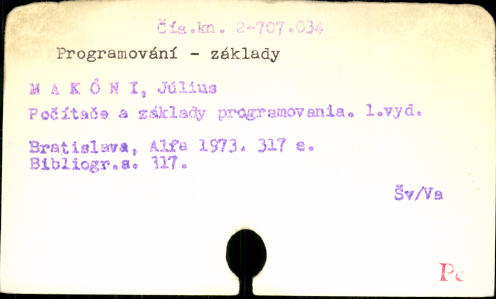 Čís.kn. 2-707.034
Programování - základy
M A K Ó N I, Július
Počítače a základy programovania. 1.vyd.
Bratislava, Alfa 1973. 317 s.
Bibliogr.s. 317.
Šv/Va
Po